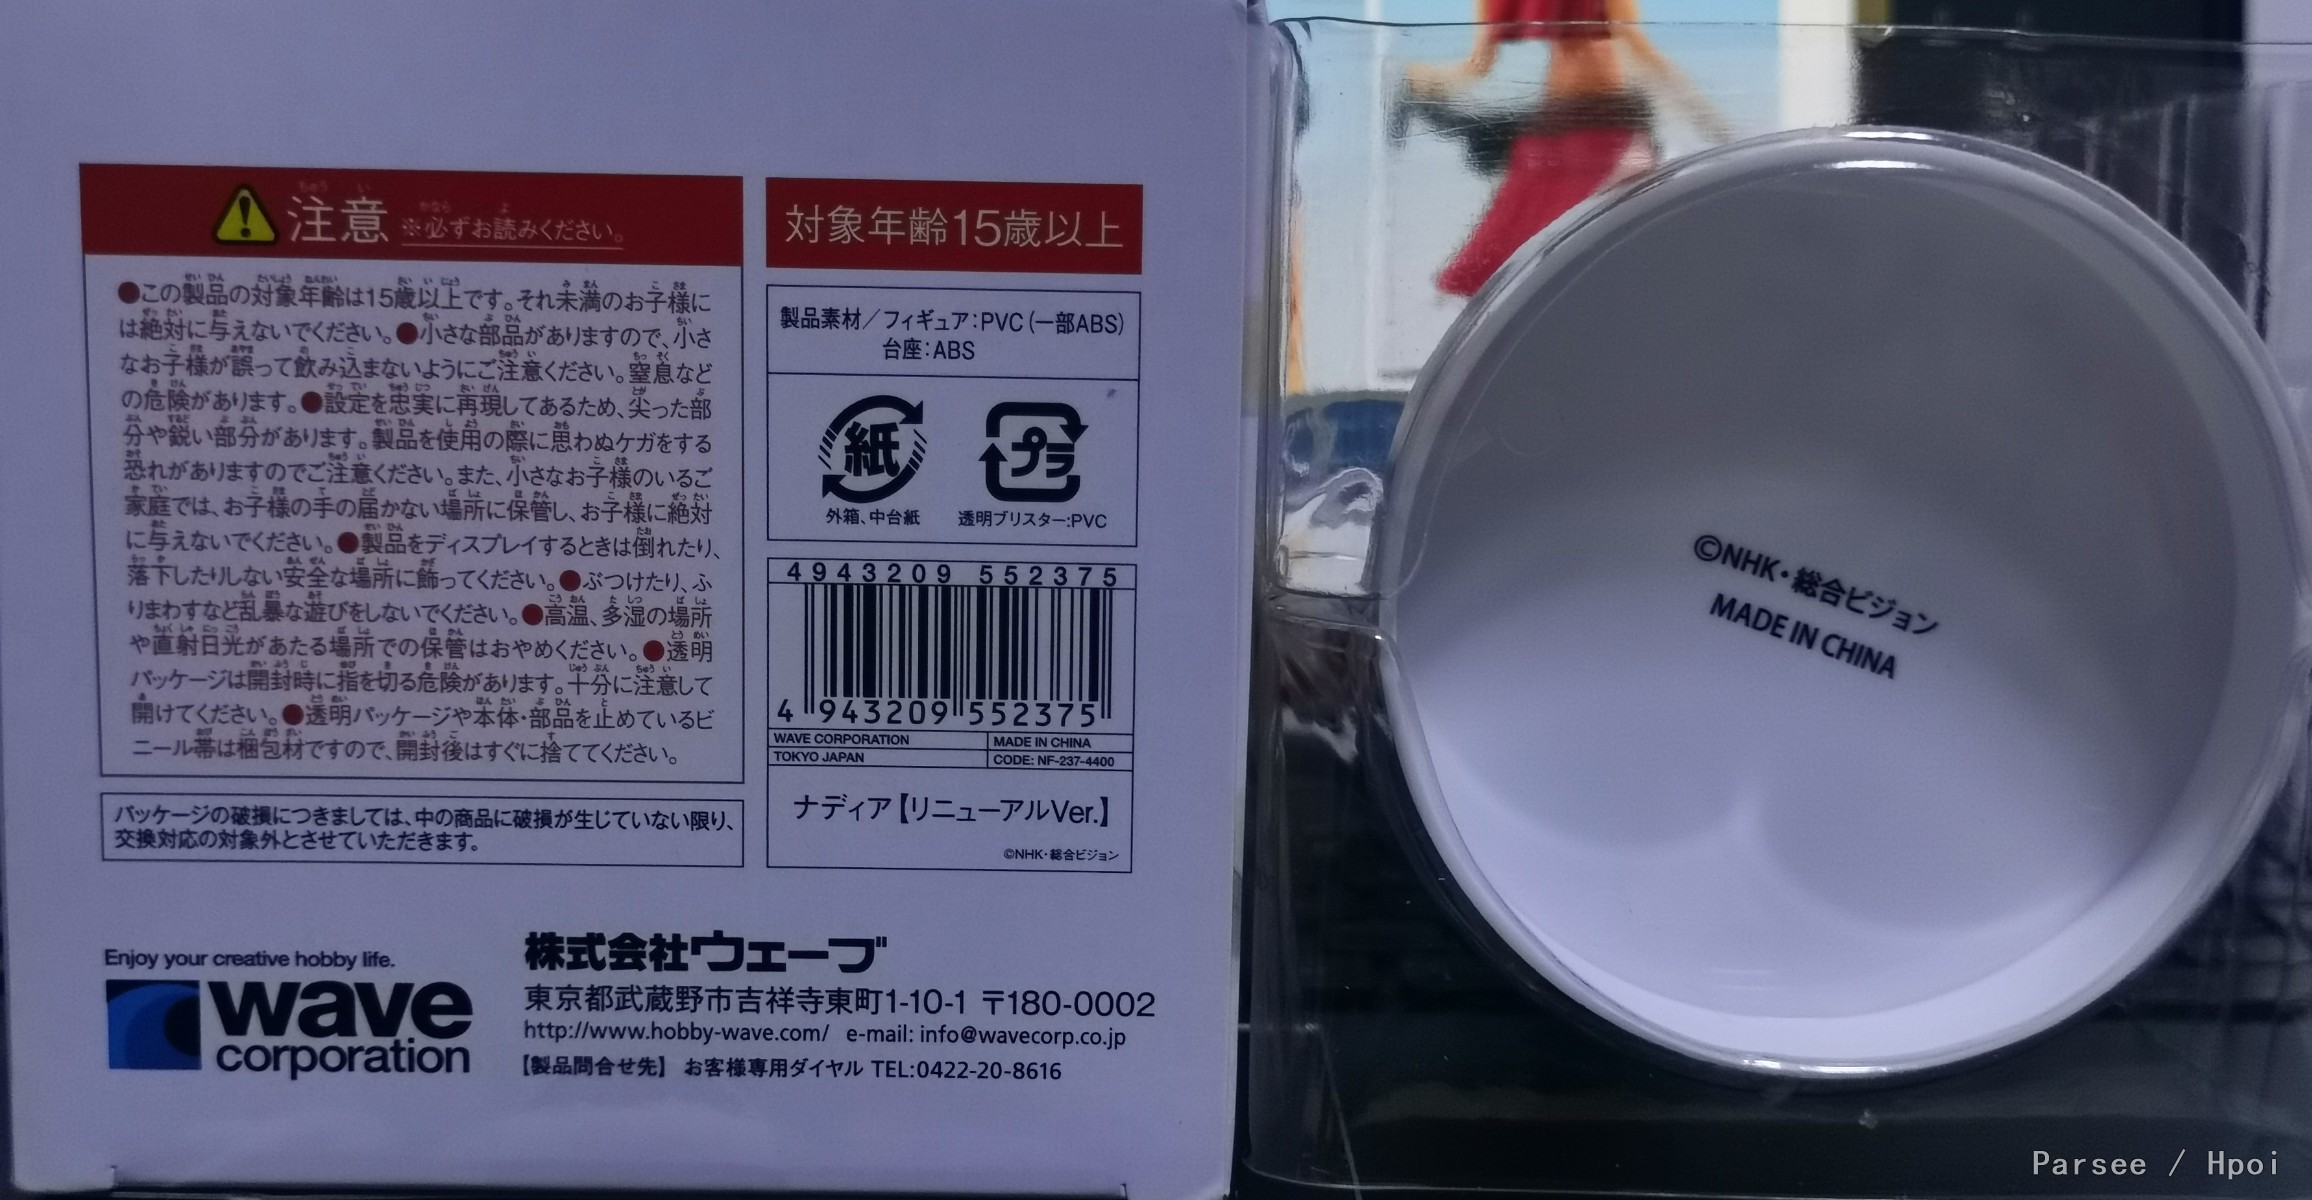 注意 ※必ずお読みください。
●この製品の対象年齢は15歳以上です。それ未満のお子様に
は絶対に与えないでください。●小さな部品がありますので、小さ
なお子様が誤って飲み込まないようにご注意ください。窒息など
の危険があります。●設定を忠実に再現してあるため、尖った部
分や鋭い部分があります。製品を使用の際に思わぬケガをする
恐れがありますのでご注意ください。また、小さなお子様のいるご
家庭では、お子様の手の届かない場所に保管し、お子様に絶対
に与えないでください。●製品をディスプレイするときは倒れたり、
落下したりしない安全な場所に飾ってください。●ぶつけたり、ふ
りまわすなど乱暴な遊びをしないでください。●高温、多湿の場所
や直射日光があたる場所での保管はおやめください。●透明
パッケージは開封時に指を切る危険があります。十分に注意して
開けてください。●透明パッケージや本体・部品を止めているビ
ニール帯は梱包材ですので、開封後はすぐに捨ててください。
パッケージの破損につきましては、中の商品に破損が生じていない限り、
交換対応の対象外とさせていただきます。
対象年齢15歳以上
製品素材／フィギュア：PVC（一部ABS）
台座：ABS
紙
プラ
外箱、中台紙
透明ブリスター:PVC
4943209 552375
4 943209 552375
WAVE CORPORATION
MADE IN CHINA
TOKYO JAPAN
CODE: NF-237-4400
ナディア【リニューアルVer.】
©NHK・総合ビジョン
Enjoy your creative hobby life.
wave
corporation
株式会社ウェーブ
東京都武蔵野市吉祥寺東町1-10-1 〒180-0002
http://www.hobby-wave.com/ e-mail: info@wavecorp.co.jp
【製品問合せ先】 お客様専用ダイヤル TEL:0422-20-8616
©NHK・総合ビジョン
MADE IN CHINA
Parsee / Hpoi